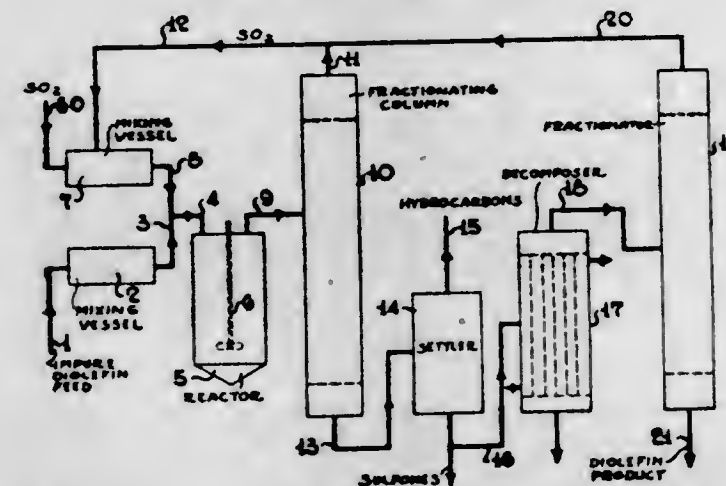 12
SO2
20
11
SO2
60
MIXING
VESSEL
7
8
3
4
9
FRACTIONATING
COLUMN
10
FRACTIONATOR
DECOMPOSER
18
HYDROCARBONS
15
2
MIXING
VESSEL
1
IMPURE
DIOLEFIN
FEED
6
5
REACTOR
14
SETTLER
17
13
SULFONES
16
21
DIOLEFIN
PRODUCT